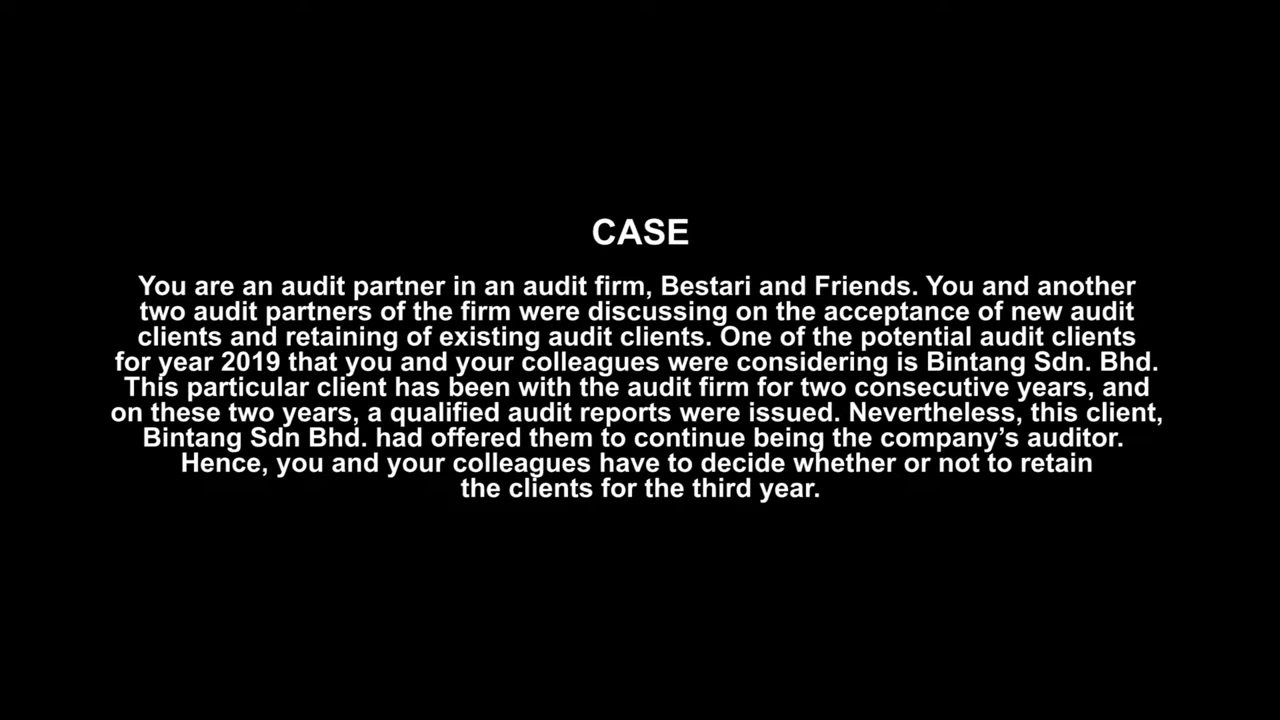 CASE
You are an audit partner in an audit firm, Bestari and Friends. You and another
two audit partners of the firm were discussing on the acceptance of new audit
clients and retaining of existing audit clients. One of the potential audit clients
for year 2019 that you and your colleagues were considering is Bintang Sdn. Bhd.
This particular client has been with the audit firm for two consecutive years, and
on these two years, a qualified audit reports were issued. Nevertheless, this client,
Bintang Sdn Bhd. had offered them to continue being the company’s auditor.
Hence, you and your colleagues have to decide whether or not to retain
the clients for the third year.